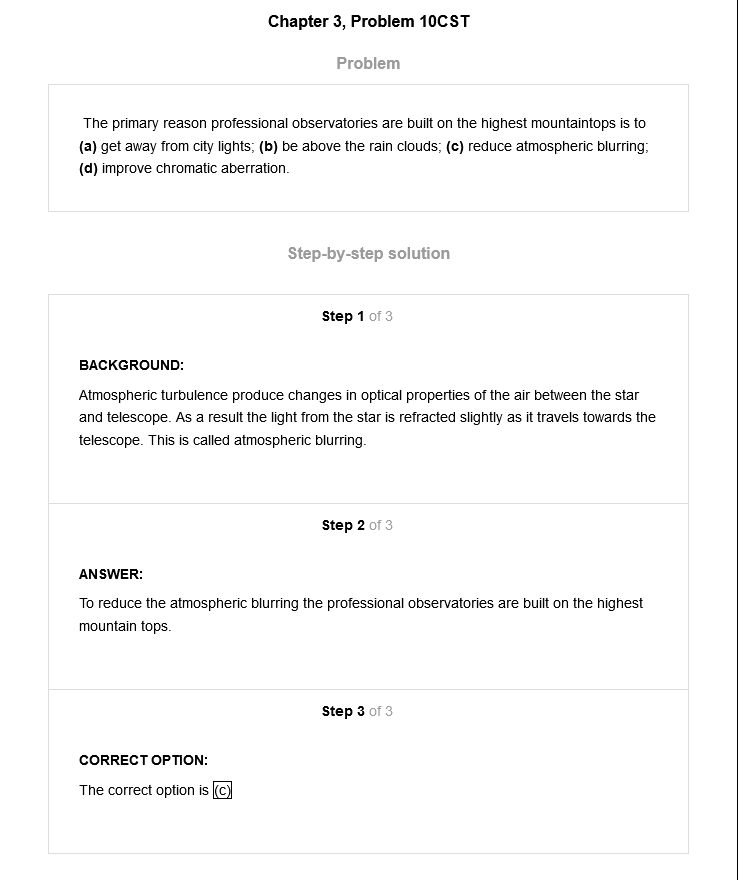 Chapter 3, Problem 10CST
Problem
The primary reason professional observatories are built on the highest mountaintops is to
(a) get away from city lights; (b) be above the rain clouds; (c) reduce atmospheric blurring;
(d) improve chromatic aberration.
Step-by-step solution
Step 1 of 3
BACKGROUND:
Atmospheric turbulence produce changes in optical properties of the air between the star
and telescope. As a result the light from the star is refracted slightly as it travels towards the
telescope. This is called atmospheric blurring.
Step 2 of 3
ANSWER:
To reduce the atmospheric blurring the professional observatories are built on the highest
mountain tops.
Step 3 of 3
CORRECT OPTION:
The correct option is (c)